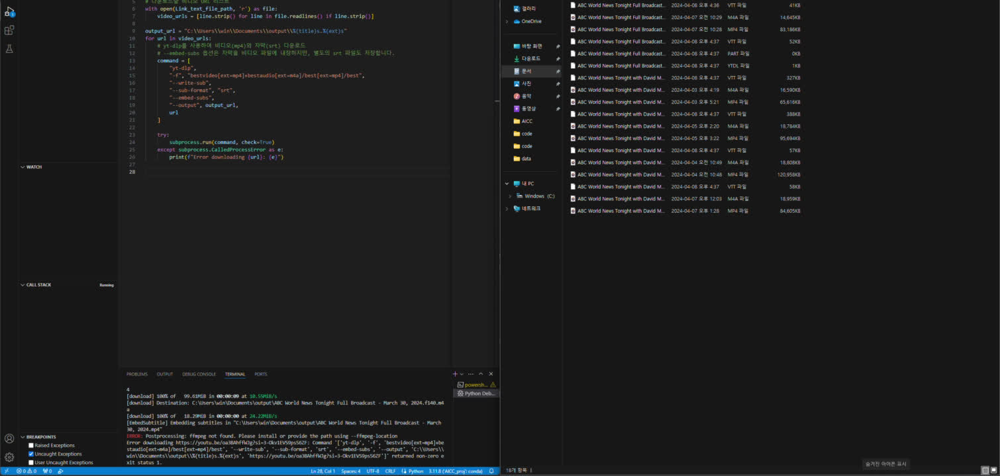 5 # 다운로드할 비디오 URL 리스트
6 with open(Link_text_file_path, 'r') as file:
7 video_urls = [line.strip() for line in file.readlines() if line.strip()]
8
9 output_url = "C:\\Users\\win\\Documents\\output\\%(title)s.%(ext)s"
10 for url in video_urls:
11 # yt-dlp를 사용하여 비디오(mp4)와 자막(srt) 다운로드
12 # --embed-subs 옵션은 자막을 비디오 파일에 내장하지만, 별도의 srt 파일도 저장합니다.
13 command = [
14 "yt-dlp",
15 "-f", "bestvideo[ext=mp4]+bestaudio[ext=m4a]/best[ext=mp4]/best",
16 "--write-sub",
17 "--sub-format", "srt",
18 "--embed-subs",
19 "--output", output_url,
20 url
21 ]
22
23 try:
24 subprocess.run(command, check=True)
25 except subprocess.CalledProcessError as e:
26 print(f"Error downloading {url}: {e}")
27
28
1
WATCH
CALL STACK Running
BREAKPOINTS
Raised Exceptions
Uncaught Exceptions
User Uncaught Exceptions
PROBLEMS OUTPUT DEBUG CONSOLE TERMINAL PORTS
powersh...
Python Deb...
4
[download] 100% of 99.61MiB in 00:00:09 at 10.55MiB/s
[download] Destination: C:\Users\win\Documents\output\ABC World News Tonight Full Broadcast - March 30, 2024.f140.m4
a
[download] 100% of 18.29MiB in 00:00:00 at 24.22MiB/s
[EmbedSubtitle] Embedding subtitles in "C:\Users\win\Documents\output\ABC World News Tonight Full Broadcast - March
30, 2024.mp4"
ERROR: Postprocessing: ffmpeg not found. Please install or provide the path using --ffmpeg-location
Error downloading https://youtu.be/oa3BAhffWJg?si=3-Okv1EVS9psS6ZF: Command '['yt-dlp', '-f', 'bestvideo[ext=mp4]+be
staudio[ext=m4a]/best[ext=mp4]/best', '--write-sub', '--sub-format', 'srt', '--embed-subs', '--output', 'C:\\Users\\
win\\Documents\\output\\%(title)s.%(ext)s', 'https://youtu.be/oa3BAhffWJg?si=3-Okv1EVS9psS6ZF']' returned non-zero e
xit status 1.
0 0 0 Ln 28, Col 1 Spaces: 4 UTF-8 CRLF Python 3.11.8 ('AICC_proj': conda)
갤러리
OneDrive
바탕 화면
다운로드
문서
사진
음악
동영상
AICC
code
code
data
내 PC
Windows (C:)
네트워크
ABC World News Tonight Full Broadcast... 2024-04-08 오후 4:36 VTT 파일 41KB
ABC World News Tonight Full Broadcast... 2024-04-07 오전 10:29 M4A 파일 14,645KB
ABC World News Tonight Full Broadcast... 2024-04-07 오전 10:28 MP4 파일 83,186KB
ABC World News Tonight Full Broadcast... 2024-04-08 오후 4:37 VTT 파일 52KB
ABC World News Tonight Full Broadcast... 2024-04-08 오후 4:37 PART 파일 0KB
ABC World News Tonight Full Broadcast... 2024-04-08 오후 4:37 YTDL 파일 1KB
ABC World News Tonight with David M... 2024-04-08 오후 4:37 VTT 파일 327KB
ABC World News Tonight with David M... 2024-04-03 오후 4:19 M4A 파일 16,590KB
ABC World News Tonight with David M... 2024-04-03 오후 5:21 MP4 파일 65,616KB
ABC World News Tonight with David M... 2024-04-08 오후 4:37 VTT 파일 388KB
ABC World News Tonight with David M... 2024-04-05 오후 2:20 M4A 파일 18,784KB
ABC World News Tonight with David M... 2024-04-05 오후 3:22 MP4 파일 95,694KB
ABC World News Tonight with David M... 2024-04-08 오후 4:37 VTT 파일 57KB
ABC World News Tonight with David M... 2024-04-04 오전 10:49 M4A 파일 18,808KB
ABC World News Tonight with David M... 2024-04-04 오전 10:48 MP4 파일 120,958KB
ABC World News Tonight with David M... 2024-04-08 오후 4:37 VTT 파일 58KB
ABC World News Tonight with David M... 2024-04-07 오후 12:03 M4A 파일 18,959KB
ABC World News Tonight with David M... 2024-04-07 오후 1:28 MP4 파일 84,605KB
18개 항목
숨겨진 아이콘 표시